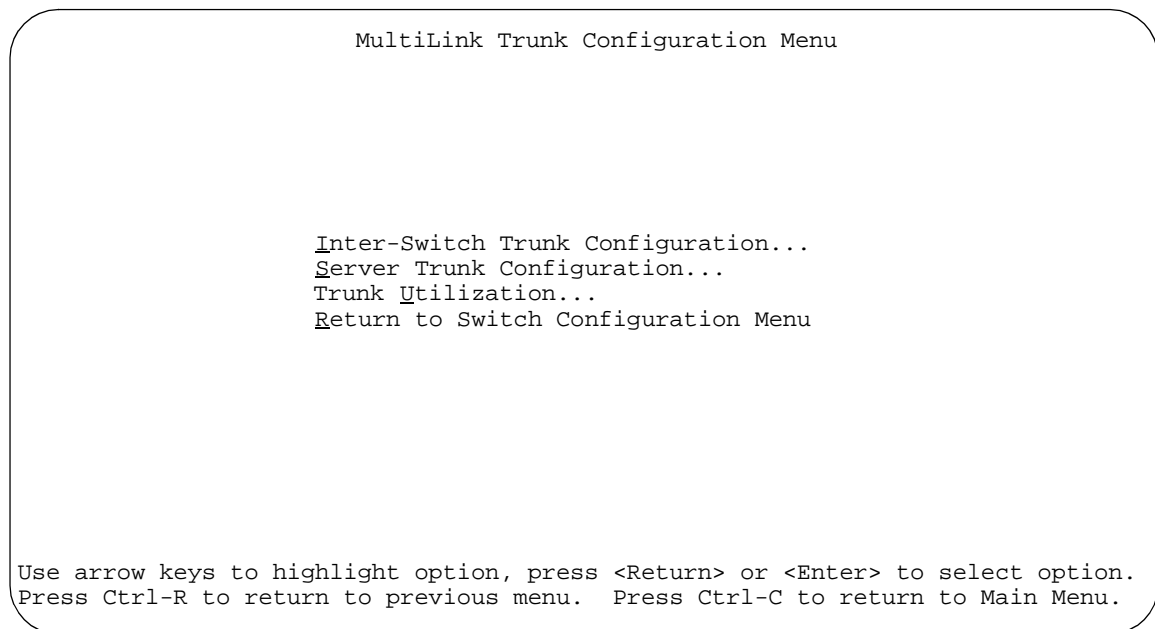 MultiLink Trunk Configuration Menu
Inter-Switch Trunk Configuration...
Server Trunk Configuration...
Trunk Utilization...
Return to Switch Configuration Menu
Use arrow keys to highlight option, press <Return> or <Enter> to select option.
Press Ctrl-R to return to previous menu.  Press Ctrl-C to return to Main Menu.